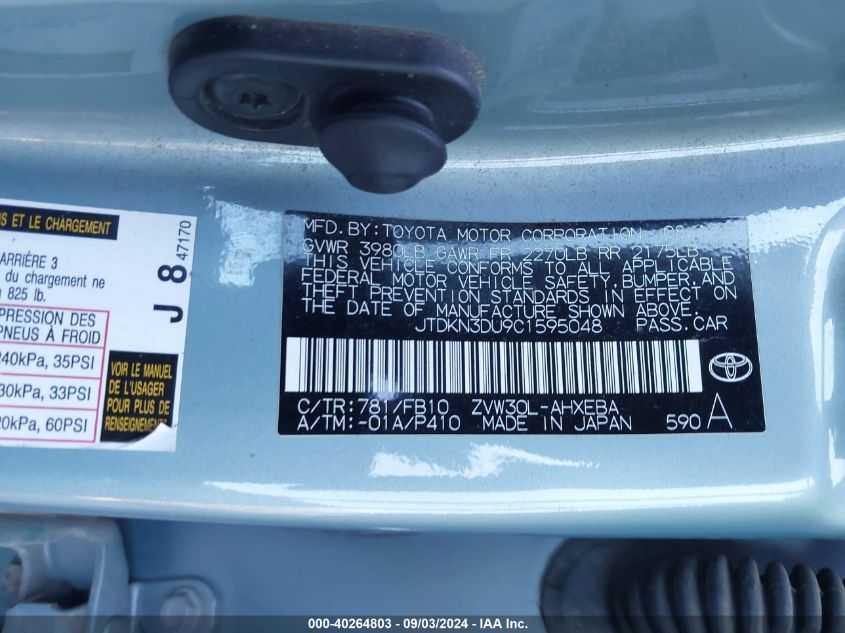 S ET LE CHARGEMENT
ARRIÈRE 3
du chargement ne
825 lb.
J 8 47170
PRESSION DES
PNEUS À FROID
240kPa, 35PSI
30kPa, 33PSI
20kPa, 60PSI
VOIR LE MANUEL
DE L'USAGER
POUR PLUS DE
RENSEIGNEMENTS
MFD. BY: TOYOTA MOTOR CORPORATION
GVWR 3980LB GAWR FR 2270LB RR 2175LB
THIS VEHICLE CONFORMS TO ALL APPLICABLE
FEDERAL MOTOR VEHICLE SAFETY, BUMPER, AND
THEFT PREVENTION STANDARDS IN EFFECT ON THE
DATE OF MANUFACTURE SHOWN ABOVE.
JTDKN3DU9C1595048 PASS.CAR
C/TR: 781/FB10 ZVW30L-AHXEBA
A/TM: -01A/P410 MADE IN JAPAN 590 A
TOYOTA
000-40264803 - 09/03/2024 - IAA Inc.